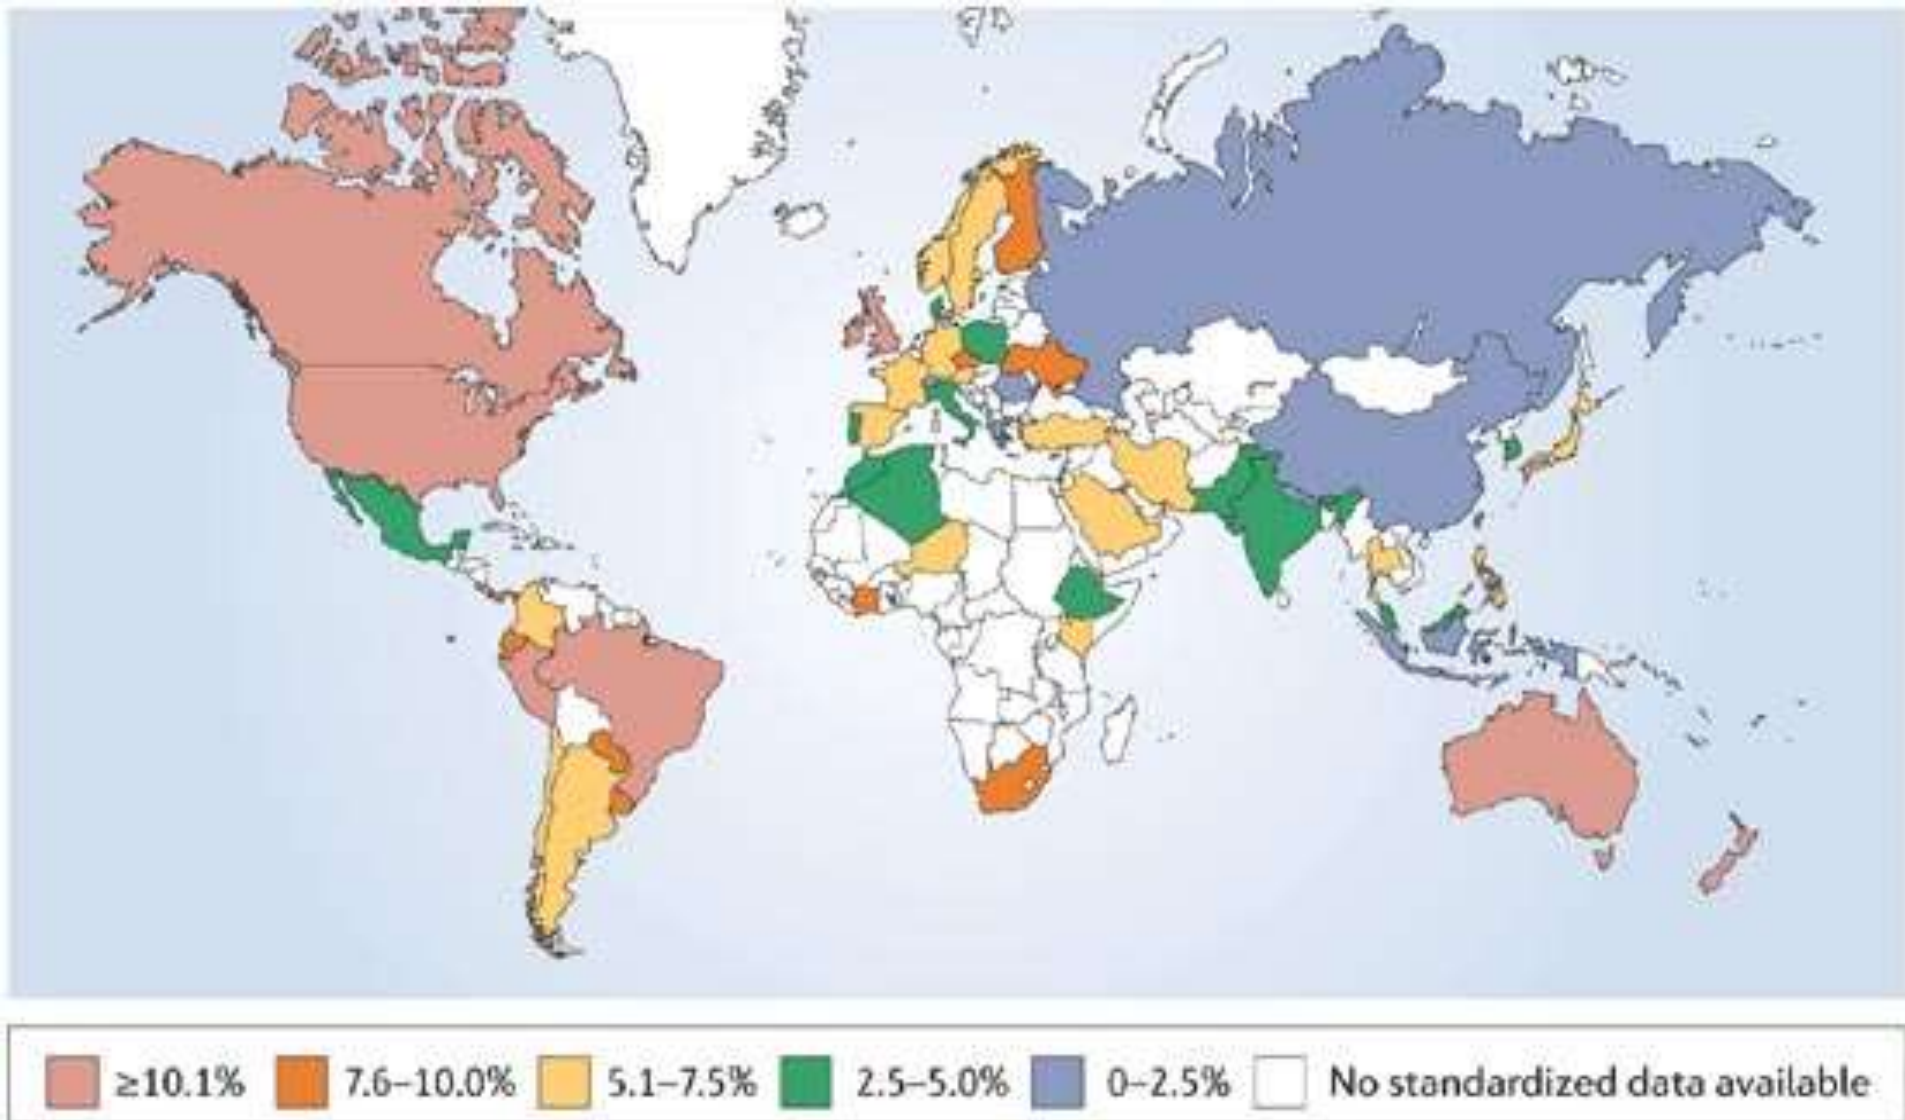 ≥10.1% 7.6–10.0% 5.1–7.5% 2.5–5.0% 0–2.5% No standardized data available